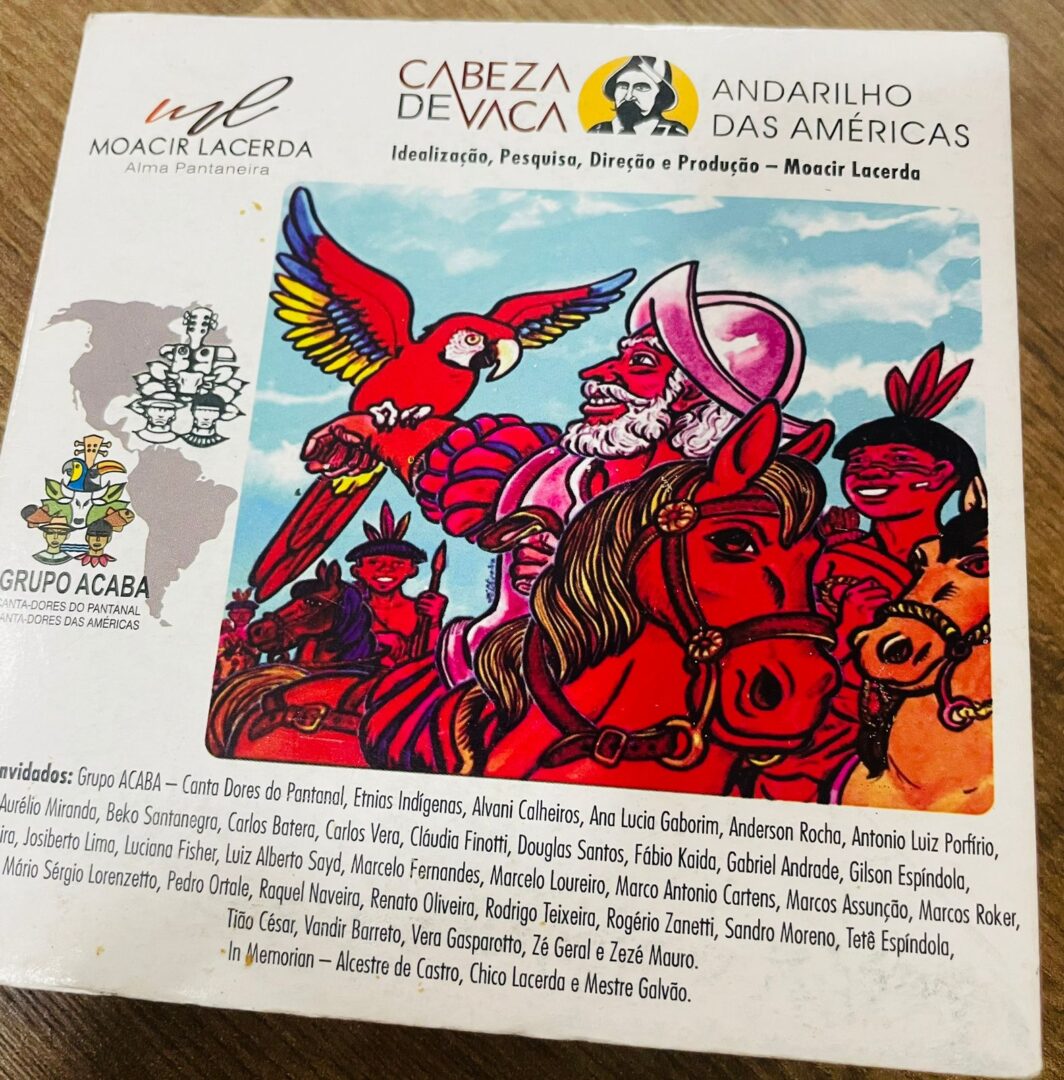 MOACIR LACERDA
Alma Pantaneira
CABEZA
DE VACA
ANDARILHO
DAS AMÉRICAS
Idealização, Pesquisa, Direção e Produção – Moacir Lacerda
GRUPO ACABA
CANTA-DORES DO PANTANAL
ANTA-DORES DAS AMÉRICAS
nvidados: Grupo ACABA – Canta Dores do Pantanal, Etnias Indígenas, Alvani Calheiros, Ana Lucia Gaborim, Anderson Rocha, Antonio Luiz Porfírio,
Aurélio Miranda, Beko Santanegra, Carlos Batera, Carlos Vera, Cláudia Finotti, Douglas Santos, Fábio Kaida, Gabriel Andrade, Gilson Espíndola,
ira, Josiberto Lima, Luciana Fisher, Luiz Alberto Sayd, Marcelo Fernandes, Marcelo Loureiro, Marco Antonio Cartens, Marcos Assunção, Marcos Roker,
Mário Sérgio Lorenzetto, Pedro Ortale, Raquel Naveira, Renato Oliveira, Rodrigo Teixeira, Rogério Zanetti, Sandro Moreno, Tetê Espíndola,
Tião César, Vandir Barreto, Vera Gasparotto, Zé Geral e Zezé Mauro.
In Memorian – Alcestre de Castro, Chico Lacerda e Mestre Galvão.